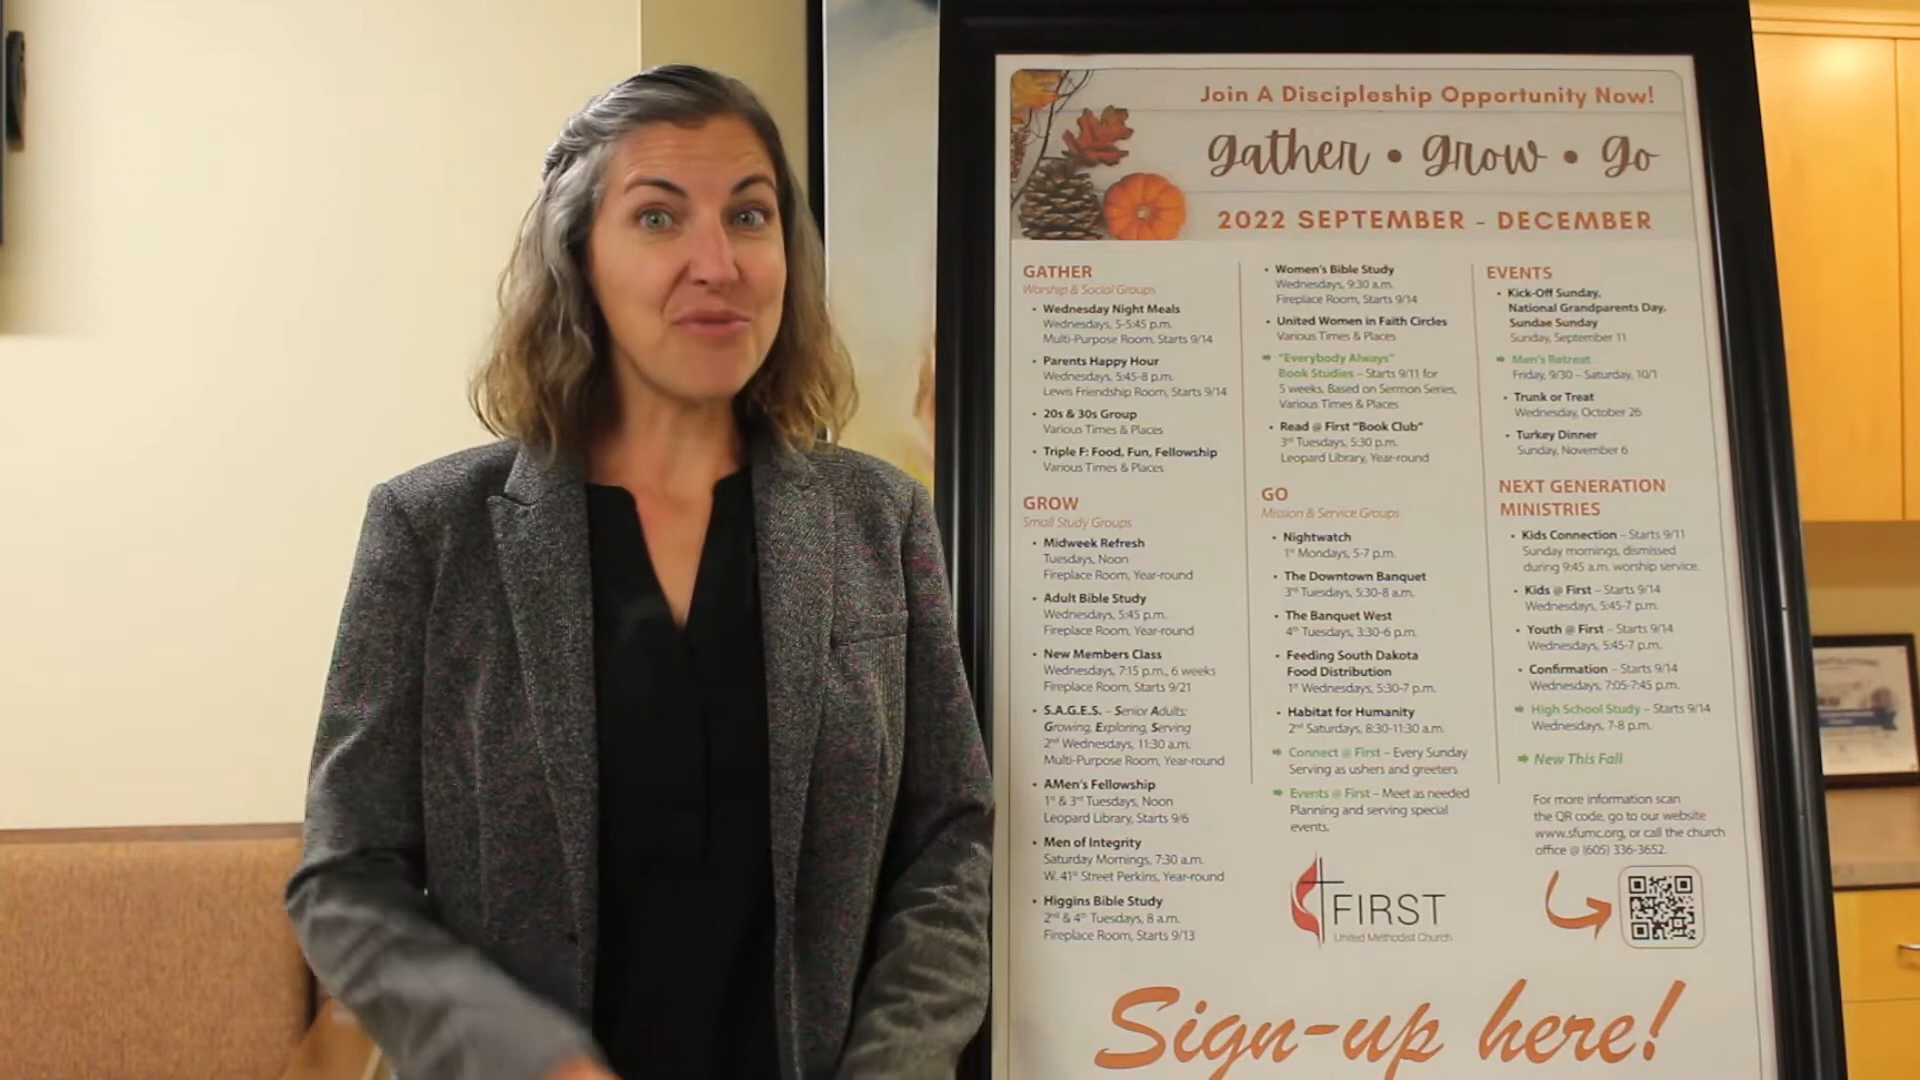 Join A Discipleship Opportunity Now!
gather • grow • go
2022 SEPTEMBER - DECEMBER
GATHER
Worship & Social Groups
• Wednesday Night Meals
Wednesdays, 5-5:45 p.m.
Multi-Purpose Room, Starts 9/14
• Parents Happy Hour
Wednesdays, 5:45-8 p.m.
Lewis Friendship Room, Starts 9/14
• 20s & 30s Group
Various Times & Places
• Triple F: Food, Fun, Fellowship
Various Times & Places
GROW
Small Study Groups
• Midweek Refresh
Tuesdays, Noon
Fireplace Room, Year-round
• Adult Bible Study
Wednesdays, 5:45 p.m.
Fireplace Room, Year-round
• New Members Class
Wednesdays, 7:15 p.m., 6 weeks
Fireplace Room, Starts 9/21
• S.A.G.E.S. – Senior Adults:
Growing, Exploring, Serving
2nd Wednesdays, 11:30 a.m.
Multi-Purpose Room, Year-round
• AMen's Fellowship
1st & 3rd Tuesdays, Noon
Leopard Library, Starts 9/6
• Men of Integrity
Saturday Mornings, 7:30 a.m.
W. 41st Street Perkins, Year-round
• Higgins Bible Study
2nd & 4th Tuesdays, 8 a.m.
Fireplace Room, Starts 9/13
• Women's Bible Study
Wednesdays, 9:30 a.m.
Fireplace Room, Starts 9/14
• United Women in Faith Circles
Various Times & Places
"Everybody Always"
Book Studies – Starts 9/11 for
5 weeks, Based on Sermon Series,
Various Times & Places
• Read @ First "Book Club"
3rd Tuesdays, 5:30 p.m.
Leopard Library, Year-round
GO
Mission & Service Groups
• Nightwatch
1st Mondays, 5-7 p.m.
• The Downtown Banquet
3rd Tuesdays, 5:30-8 a.m.
• The Banquet West
4th Tuesdays, 3:30-6 p.m.
• Feeding South Dakota
Food Distribution
1st Wednesdays, 5:30-7 p.m.
• Habitat for Humanity
2nd Saturdays, 8:30-11:30 a.m.
Connect @ First – Every Sunday
Serving as ushers and greeters
Events @ First – Meet as needed
Planning and serving special
events.
FIRST
United Methodist Church
EVENTS
• Kick-Off Sunday,
National Grandparents Day,
Sundae Sunday
Sunday, September 11
Men's Retreat
Friday, 9/30 – Saturday, 10/1
• Trunk or Treat
Wednesday, October 26
• Turkey Dinner
Sunday, November 6
NEXT GENERATION
MINISTRIES
• Kids Connection – Starts 9/11
Sunday mornings, dismissed
during 9:45 a.m. worship service.
• Kids @ First – Starts 9/14
Wednesdays, 5:45-7 p.m.
• Youth @ First – Starts 9/14
Wednesdays, 5:45-7 p.m.
• Confirmation – Starts 9/14
Wednesdays, 7:05-7:45 p.m.
High School Study – Starts 9/14
Wednesdays, 7-8 p.m.
New This Fall
For more information scan
the QR code, go to our website
www.sfumc.org, or call the church
office @ (605) 336-3652.
Sign-up here!